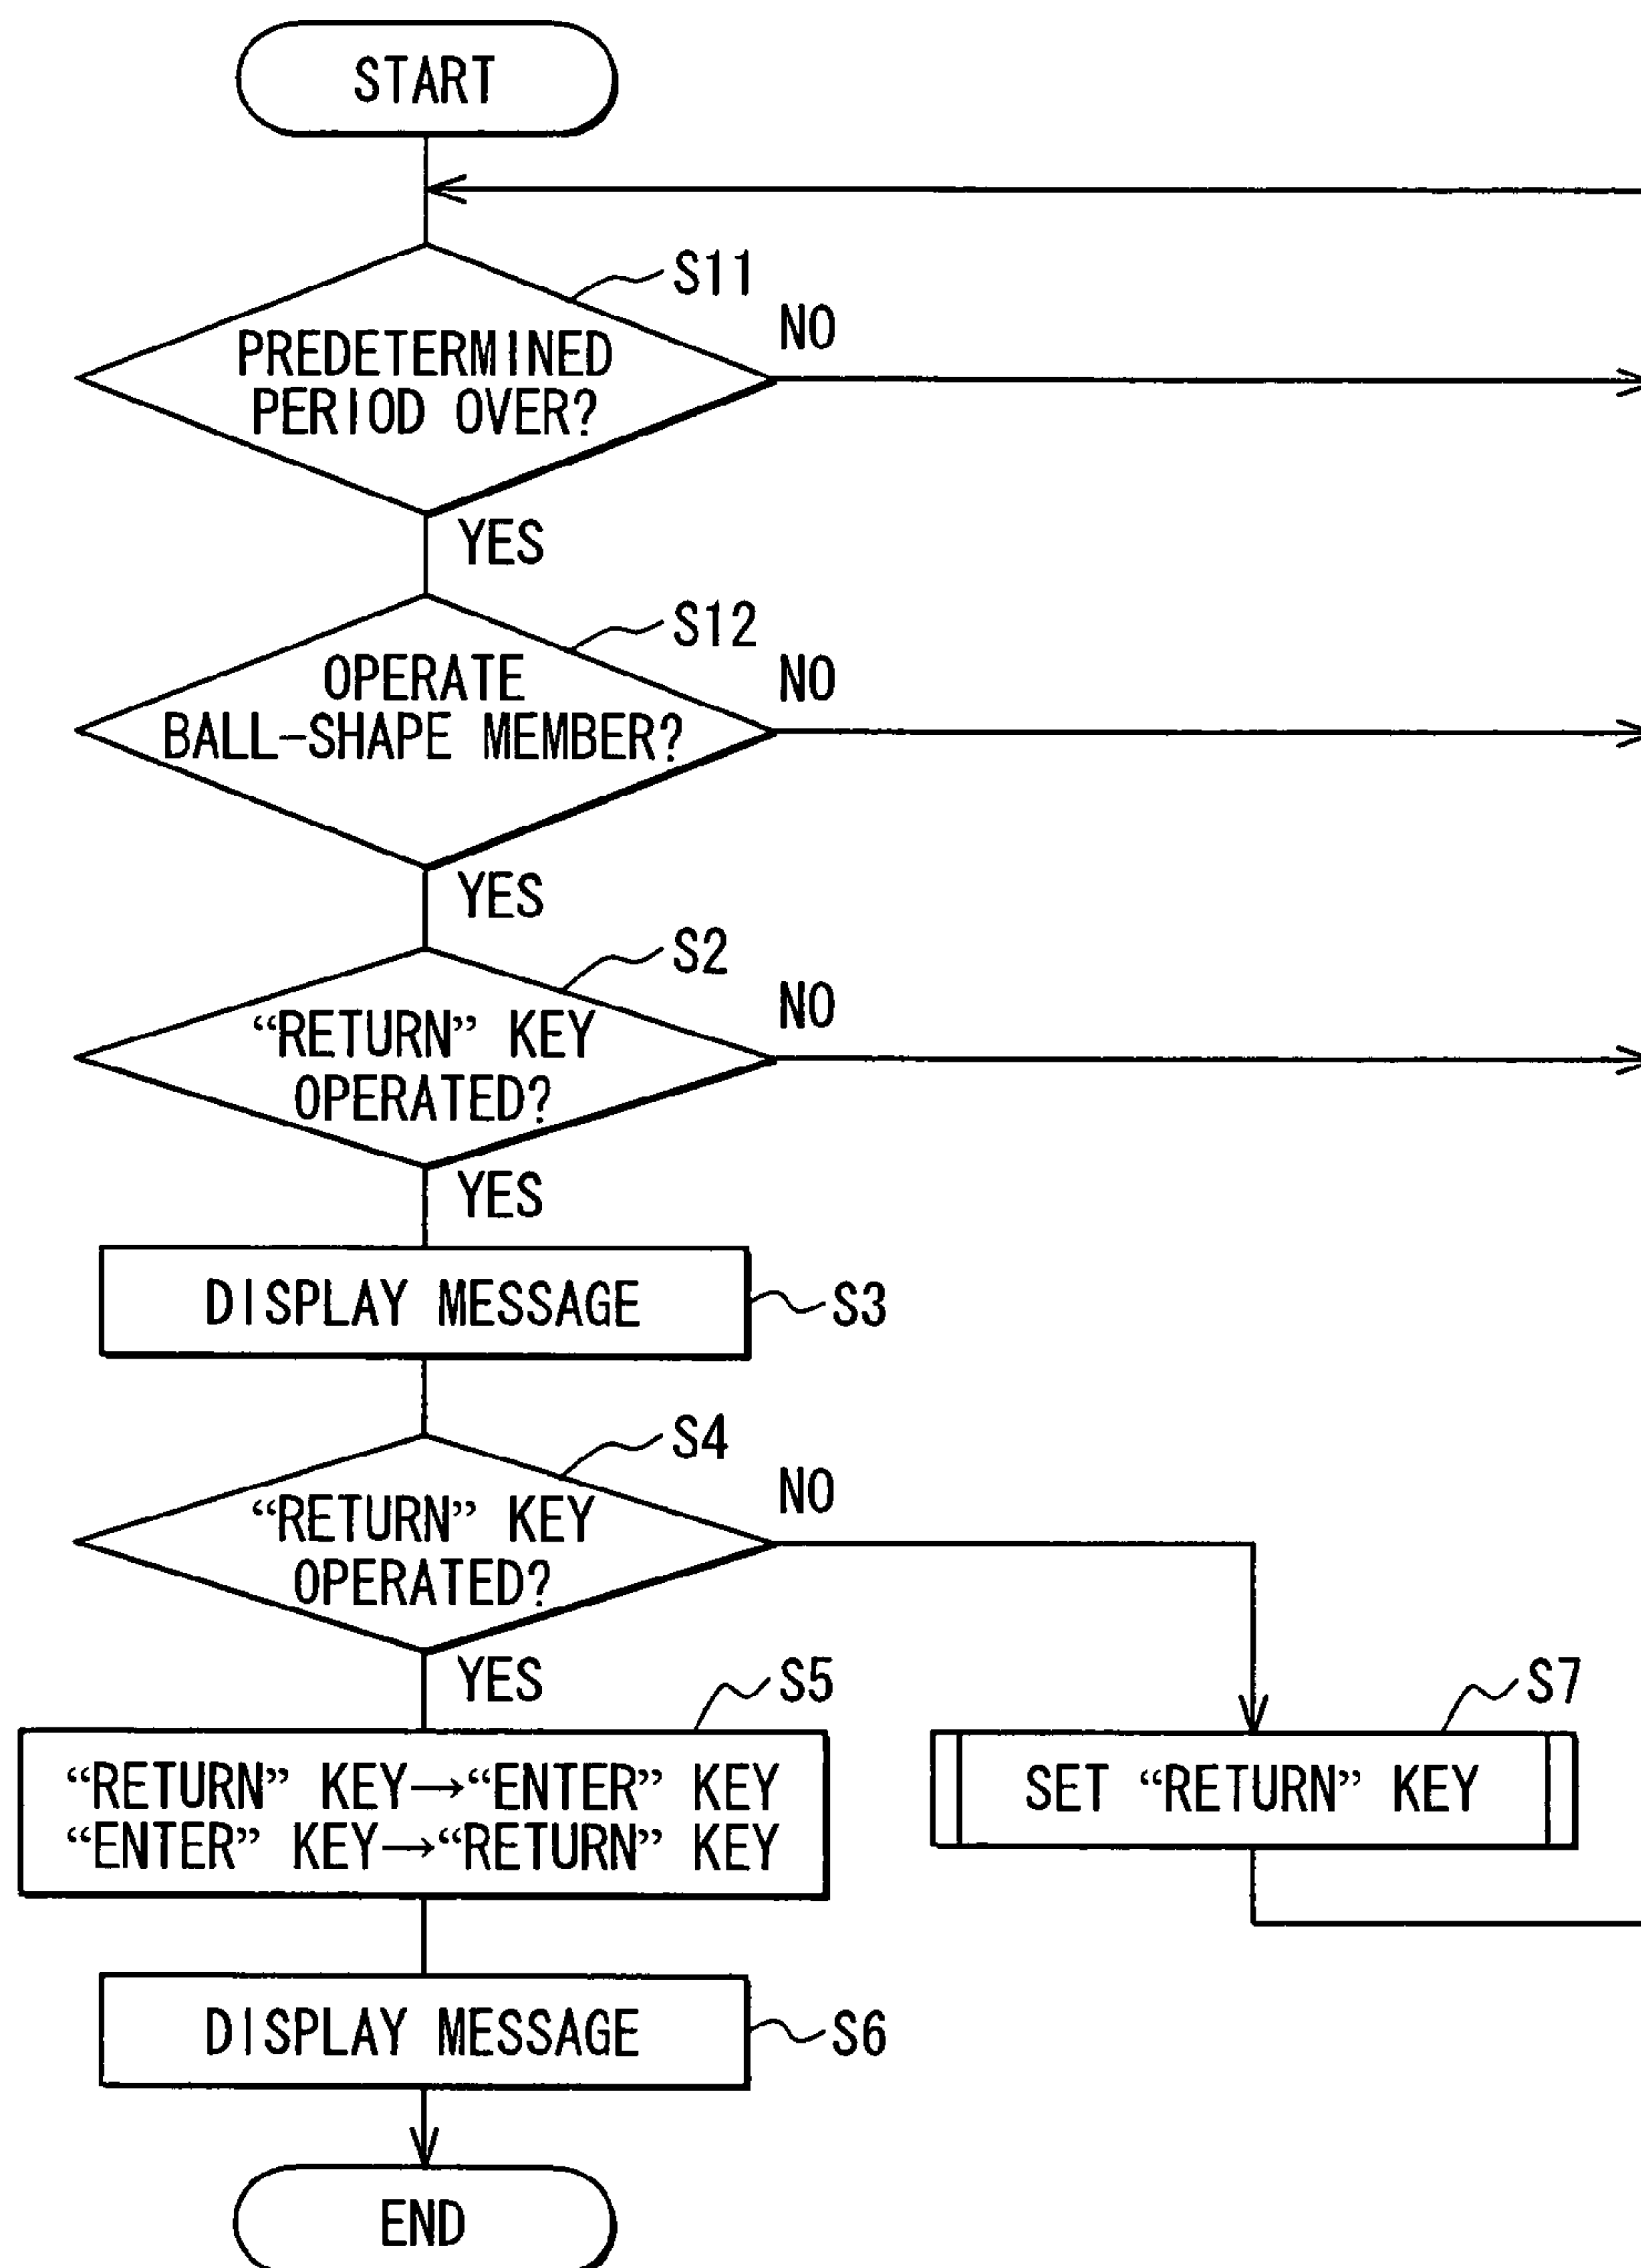 START
S11
NO
PREDETERMINED
PERIOD OVER?
YES
S12
NO
OPERATE
BALL-SHAPE MEMBER?
YES
S2
NO
“RETURN” KEY
OPERATED?
YES
DISPLAY MESSAGE
S3
S4
NO
“RETURN” KEY
OPERATED?
YES
S5
S7
“RETURN” KEY→“ENTER” KEY
“ENTER” KEY→“RETURN” KEY
SET “RETURN” KEY
DISPLAY MESSAGE
S6
END